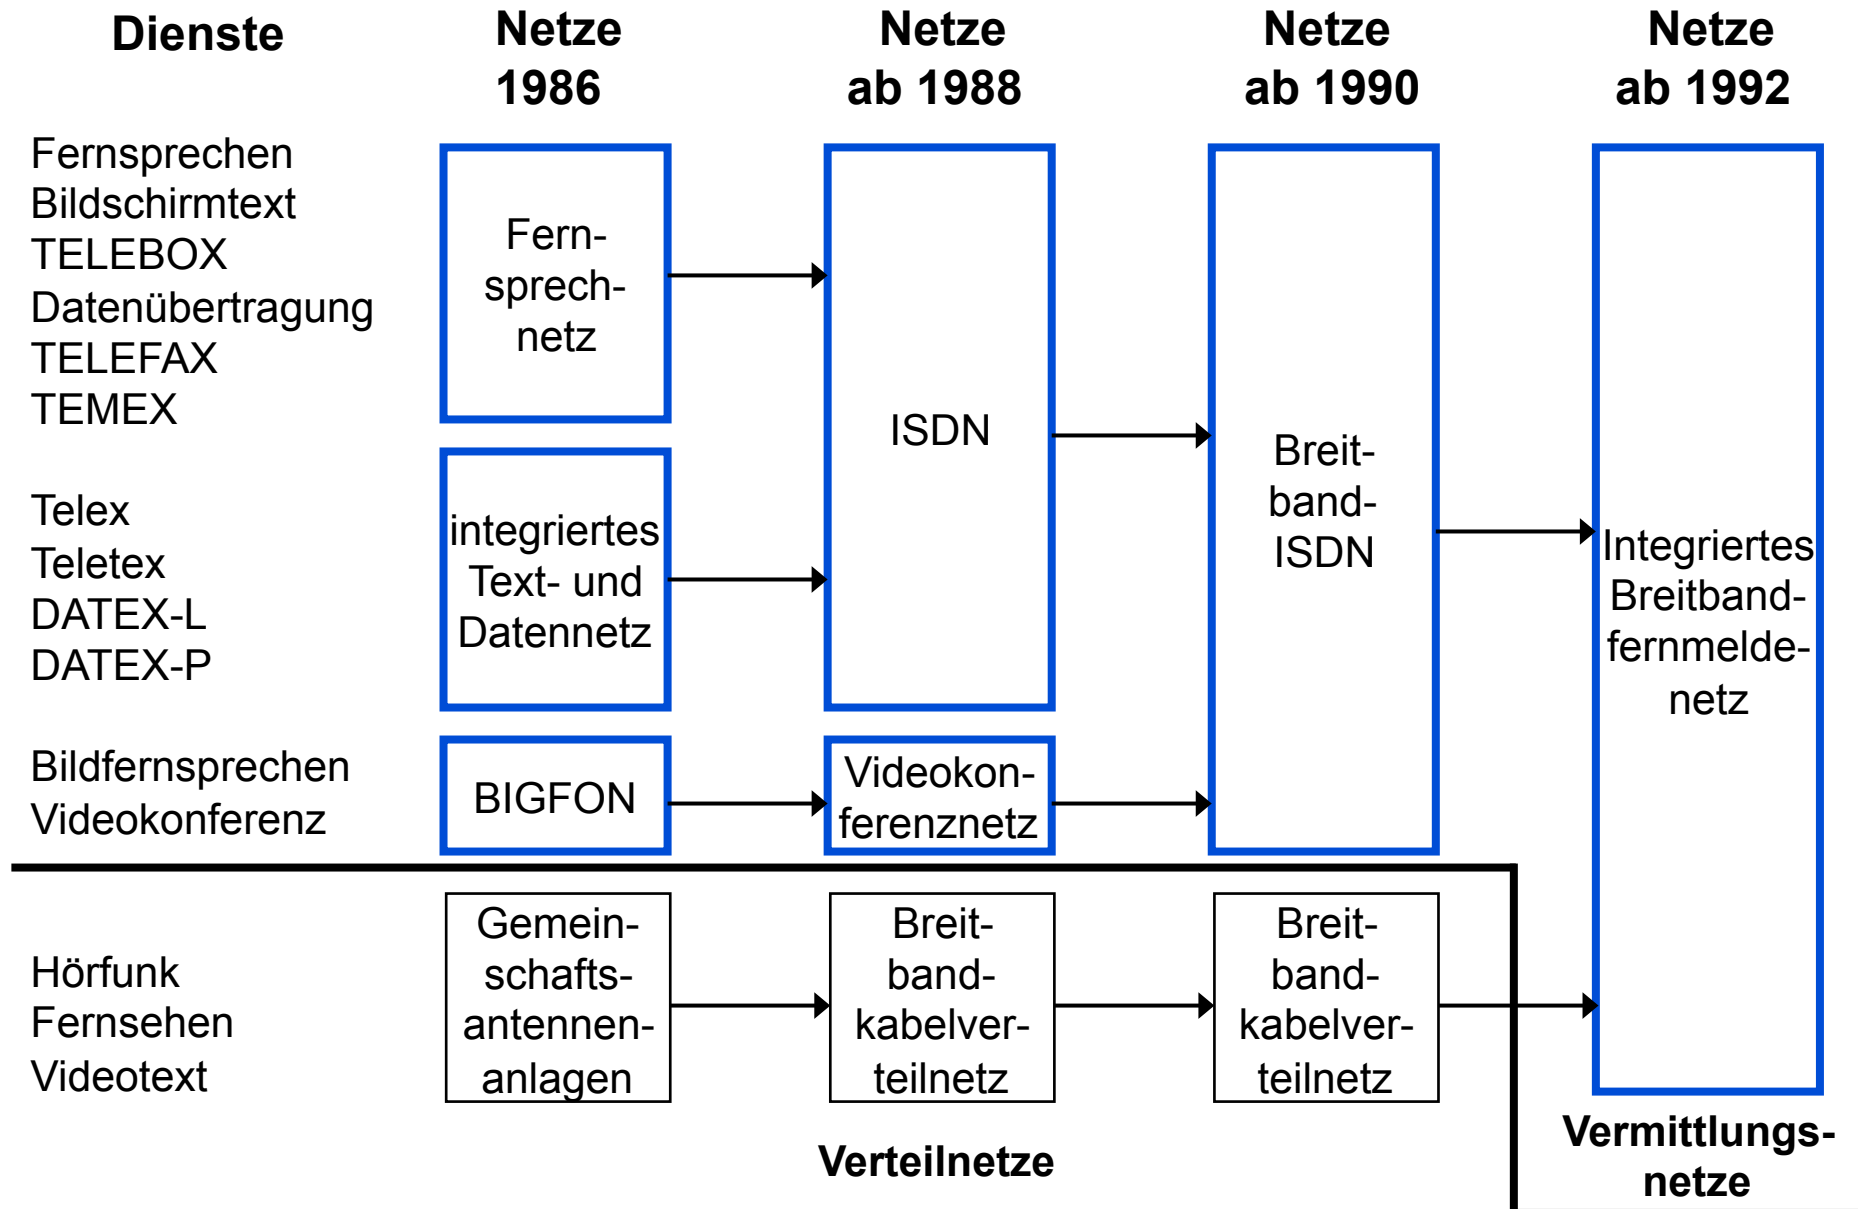 Dienste
Netze
1986
Netze
ab 1988
Netze
ab 1990
Netze
ab 1992
Fernsprechen
Bildschirmtext
TELEBOX
Datenübertragung
TELEFAX
TEMEX
Telex
Teletex
DATEX-L
DATEX-P
Bildfernsprechen
Videokonferenz
Hörfunk
Fernsehen
Videotext
Fern-
sprech-
netz
integriertes
Text- und
Datennetz
BIGFON
Gemein-
schafts-
antennen-
anlagen
ISDN
Videokon-
ferenznetz
Breit-
band-
kabelver-
teilnetz
Breit-
band-
ISDN
Breit-
band-
kabelver-
teilnetz
Integriertes
Breitband-
fernmelde-
netz
Verteilnetze
Vermittlungs-
netze